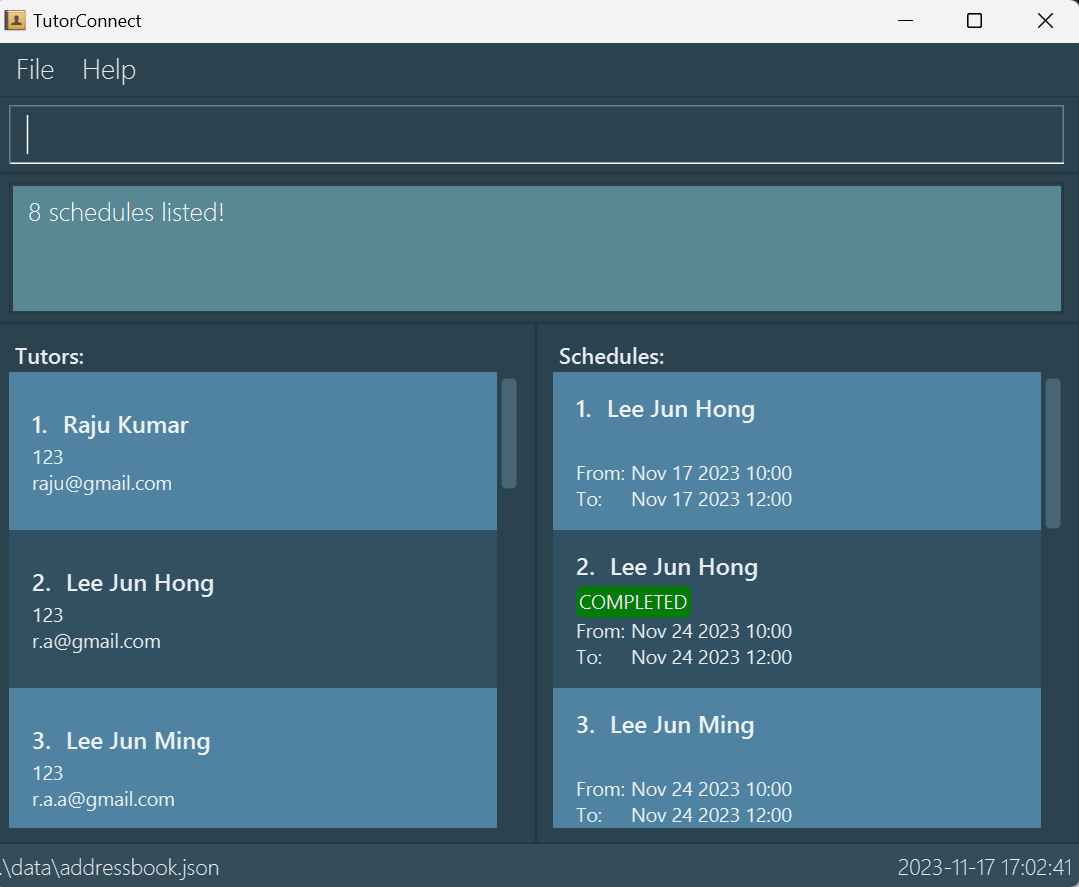 TutorConnect
File Help
8 schedules listed!
Tutors:
1. Raju Kumar
123
raju@gmail.com
2. Lee Jun Hong
123
r.a@gmail.com
3. Lee Jun Ming
123
r.a.a@gmail.com
Schedules:
1. Lee Jun Hong
From: Nov 17 2023 10:00
To: Nov 17 2023 12:00
2. Lee Jun Hong
COMPLETED
From: Nov 24 2023 10:00
To: Nov 24 2023 12:00
3. Lee Jun Ming
From: Nov 24 2023 10:00
To: Nov 24 2023 12:00
.\data\addressbook.json
2023-11-17 17:02:41